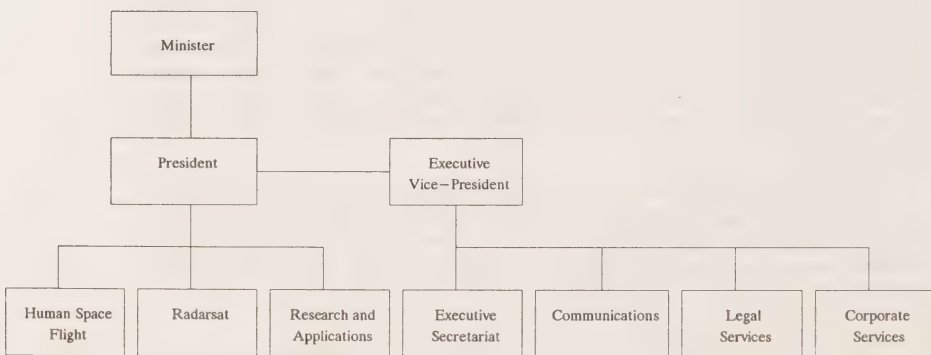 Minister
President
Executive
Vice-President
Human Space
Flight
Radarsat
Research and
Applications
Executive
Secretariat
Communications
Legal
Services
Corporate
Services